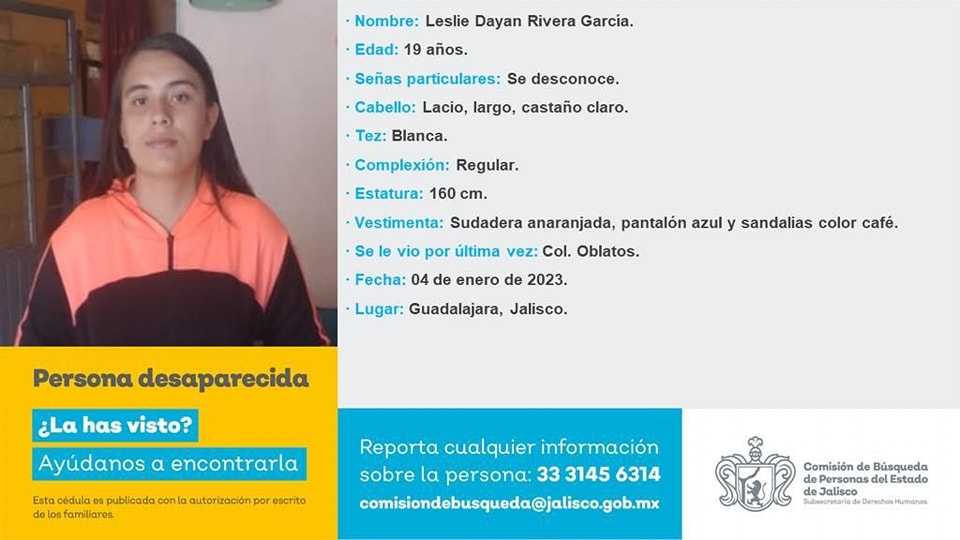 · Nombre: Leslie Dayan Rivera García.
· Edad: 19 años.
· Señas particulares: Se desconoce.
· Cabello: Lacio, largo, castaño claro.
· Tez: Blanca.
· Complexión: Regular.
· Estatura: 160 cm.
· Vestimenta: Sudadera anaranjada, pantalón azul y sandalias color café.
· Se le vio por última vez: Col. Oblatos.
· Fecha: 04 de enero de 2023.
· Lugar: Guadalajara, Jalisco.
Persona desaparecida
¿La has visto?
Ayúdanos a encontrarla
Esta cédula es publicada con la autorización por escrito
de los familiares.
Reporta cualquier información
sobre la persona: 33 3145 6314
comisiondebusqueda@jalisco.gob.mx
Comisión de Búsqueda
de Personas del Estado
de Jalisco
Subsecretaría de Derechos Humanos